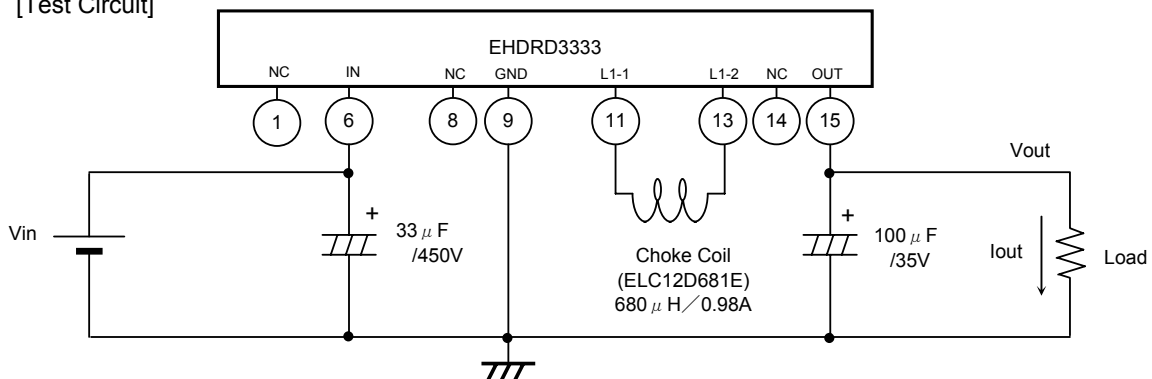 [Test Circuit]
EHDRD3333
NC IN NC GND L1-1 L1-2 NC OUT
1 6 8 9 11 13 14 15
Vout
Vin
+
33 μ F
/450V
Choke Coil
(ELC12D681E)
680 μ H／0.98A
+
100 μ F
/35V
Iout
Load